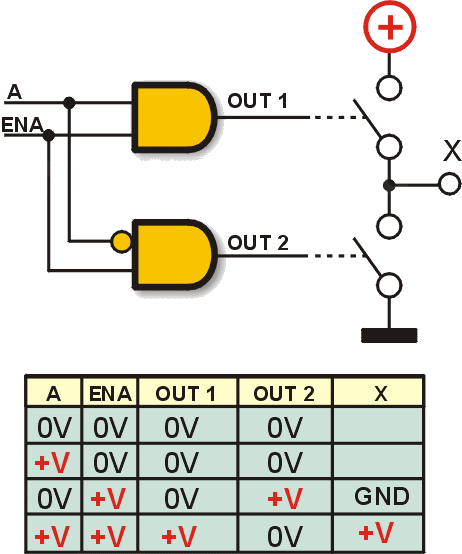 +
A
OUT 1
ENA
X
OUT 2
A ENA OUT 1 OUT 2 X
0V 0V 0V 0V
+V 0V 0V 0V
0V +V 0V +V GND
+V +V +V 0V +V